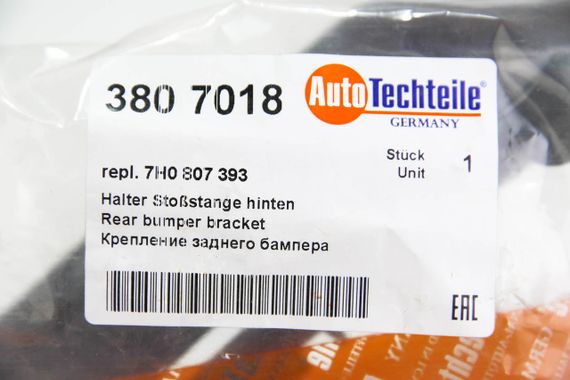 380 7018
AutoTechteile®
GERMANY
repl. 7H0 807 393
Stück
Unit
1
Halter Stoßstange hinten
Rear bumper bracket
Крепление заднего бампера
EAC